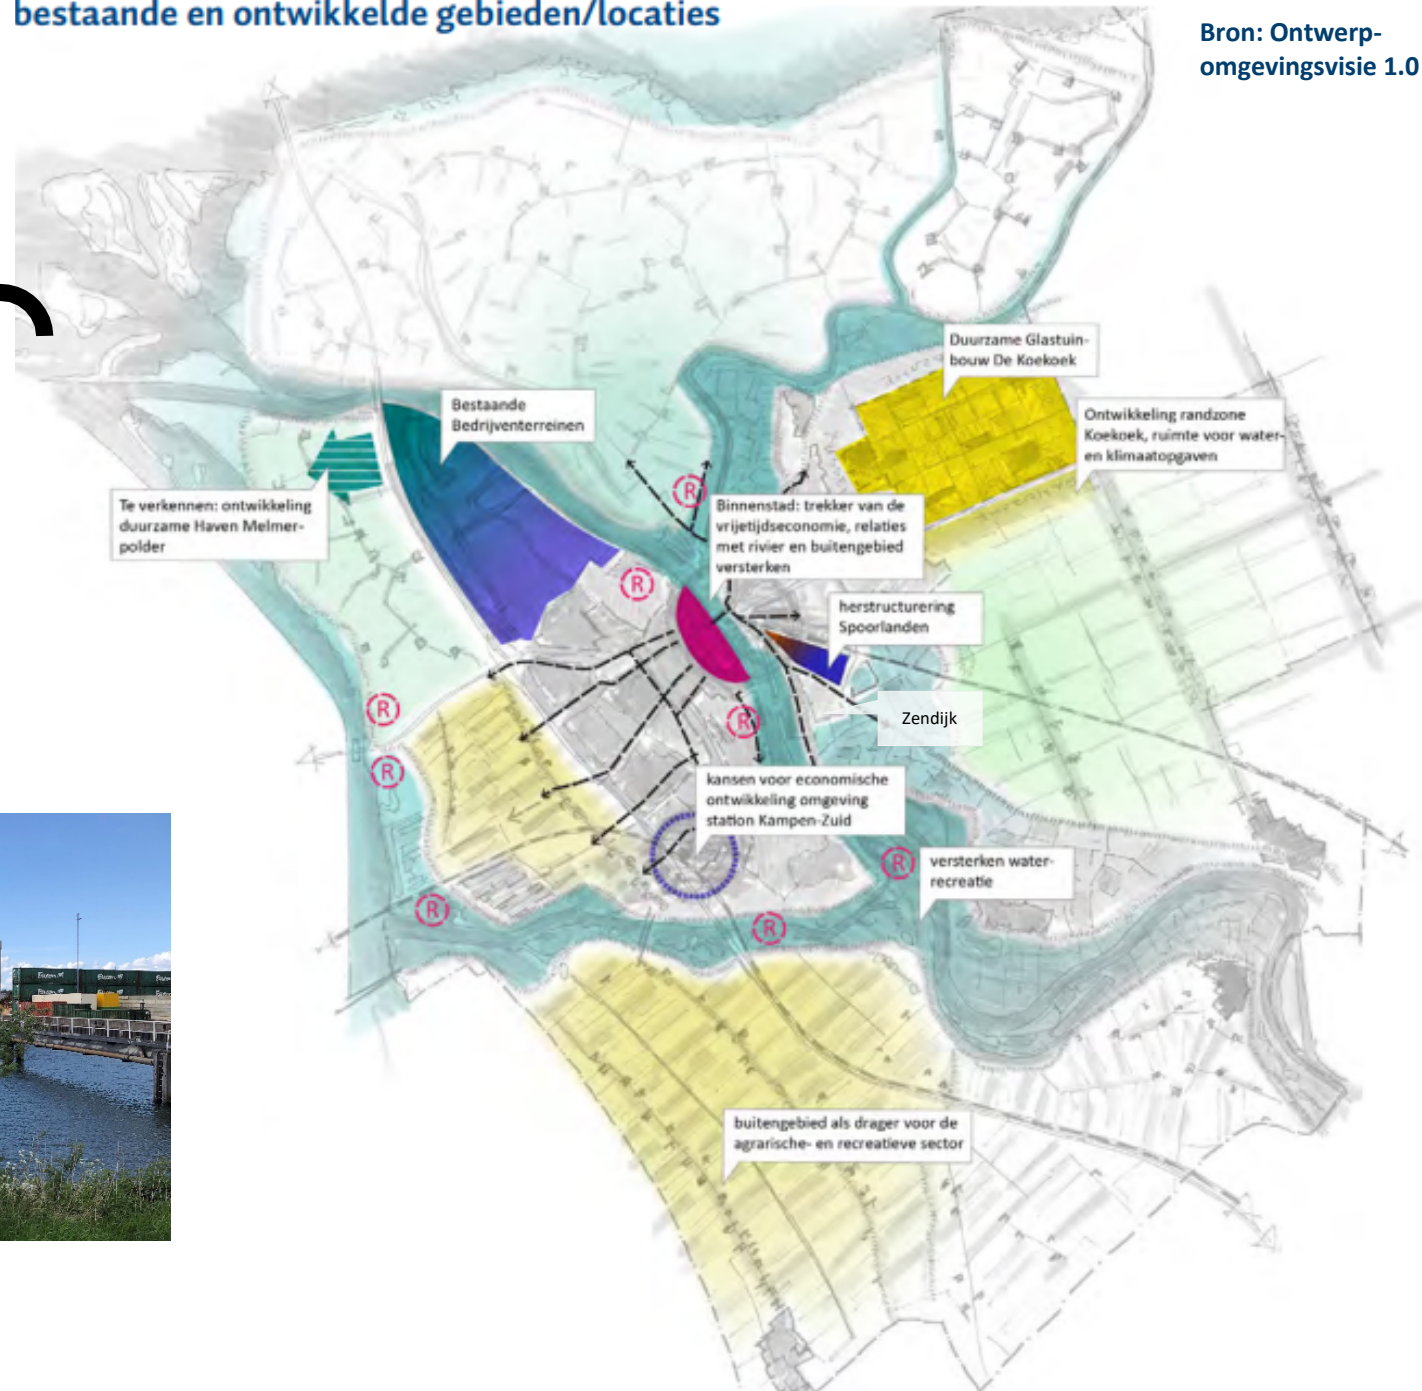 bestaande en ontwikkelde gebieden/locaties
Bron: Ontwerp-
omgevingsvisie 1.0
Duurzame Glastuin-
bouw De Koekoek
Bestaande
Bedrijventerreinen
Ontwikkeling randzone
Koekoek, ruimte voor water-
en klimaatopgaven
Te verkennen: ontwikkeling
duurzame Haven Melmer-
polder
R
Binnenstad: trekker van de
vrijetijdseconomie, relaties
met rivier en buitengebied
versterken
R
herstructurering
Spoorlanden
R
R
Zendijk
R
kansen voor economische
ontwikkeling omgeving
station Kampen-Zuid
R
versterken water-
recreatie
R
R
buitengebied als drager voor de
agrarische- en recreatieve sector